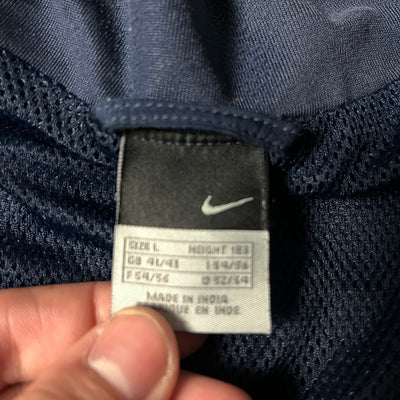 SIZE L HEIGHT 183
GB 41/43 I 54/56
F 54/56 D 52/54
MADE IN INDIA
FABRIQUE EN INDE